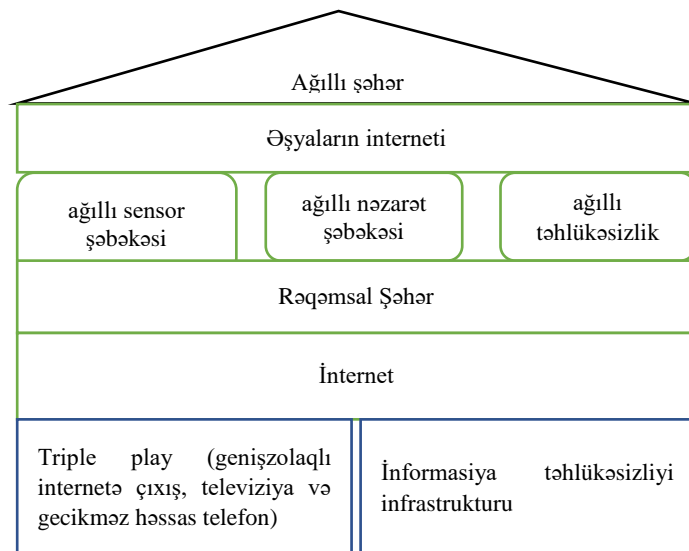 Ağıllı şəhər
Əşyaların interneti
ağıllı sensor
şəbəkəsi
ağıllı nəzarət
şəbəkəsi
ağıllı
təhlükəsizlik
Rəqəmsal Şəhər
İnternet
Triple play (genişzolaqlı
internetə çıxış, televiziya və
gecikməz həssas telefon)
İnformasiya təhlükəsizliyi
infrastrukturu